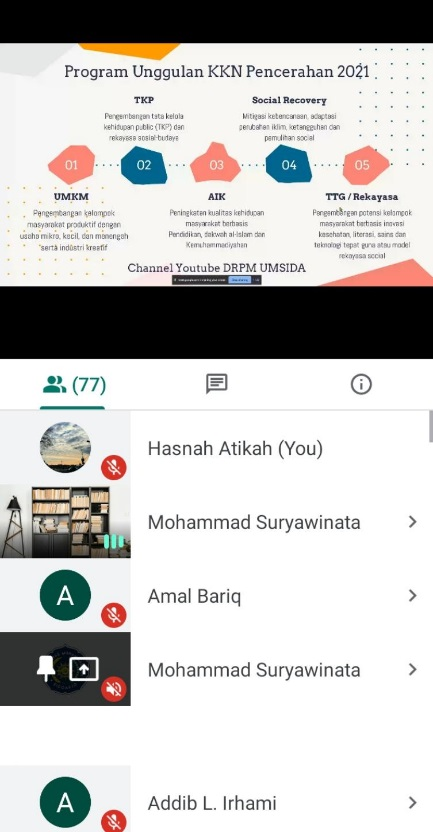 Program Unggulan KKN Pencerahan 2021
TKP
Pengembangan tata kelola
kehidupan public (TKP) dan
rekayasa sosial-budaya
Social Recovery
Mitigasi kebencanaan, adaptasi
perubahan iklim, ketangguhan dan
pemulihan social
01
02
03
04
05
UMKM
Pengembangan kelompok
masyarakat produktif dengan
usaha mikro, kecil, dan menengah
serta industri kreatif
AIK
Peningkatan kualitas kehidupan
masyarakat berbasis
Pendidikan, dakwah al-Islam dan
Kemuhammadiyahan
TTG / Rekayasa
Pengembangan potensi kelompok
masyarakat berbasis inovasi
kesehatan, literasi, sains dan
teknologi tepat guna atau model
rekayasa social
Channel Youtube DRPM UMSIDA
(77)
Hasnah Atikah (You)
Mohammad Suryawinata
A
Amal Bariq
Mohammad Suryawinata
A
Addib L. Irhami